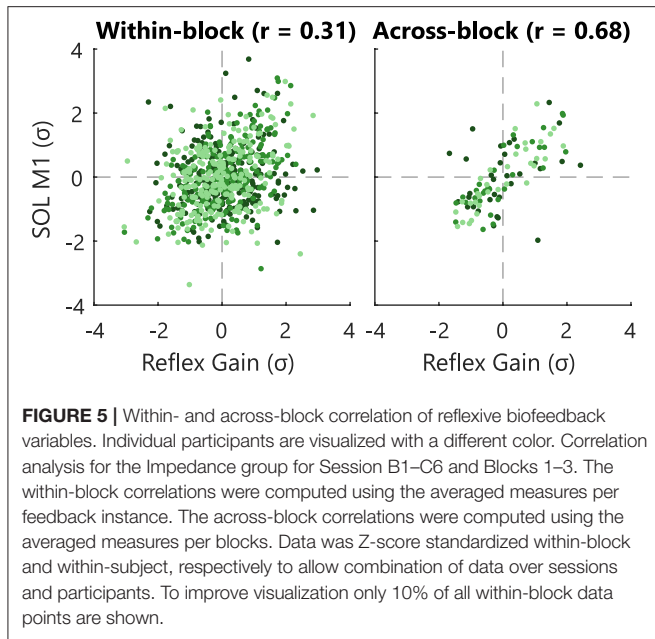 Within-block (r = 0.31) Across-block (r = 0.68)
4
2
0
-2
-4
SOL M1 (σ)
-4 -2 0 2 4 -4 -2 0 2 4
Reflex Gain (σ) Reflex Gain (σ)
FIGURE 5 | Within- and across-block correlation of reflexive biofeedback
variables. Individual participants are visualized with a different color. Correlation
analysis for the Impedance group for Session B1–C6 and Blocks 1–3. The
within-block correlations were computed using the averaged measures per
feedback instance. The across-block correlations were computed using the
averaged measures per blocks. Data was Z-score standardized within-block
and within-subject, respectively to allow combination of data over sessions
and participants. To improve visualization only 10% of all within-block data
points are shown.